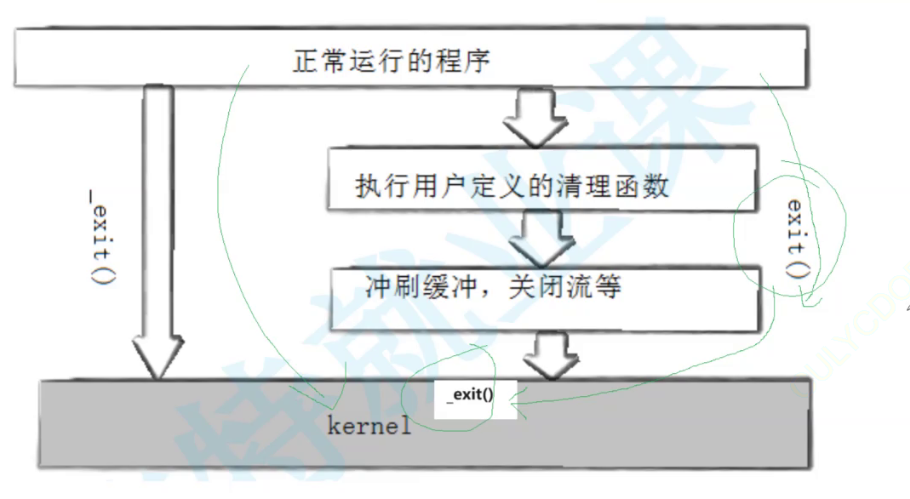 正常运行的程序
执行用户定义的清理函数
_exit()
exit()
冲刷缓冲，关闭流等
_exit()
kernel